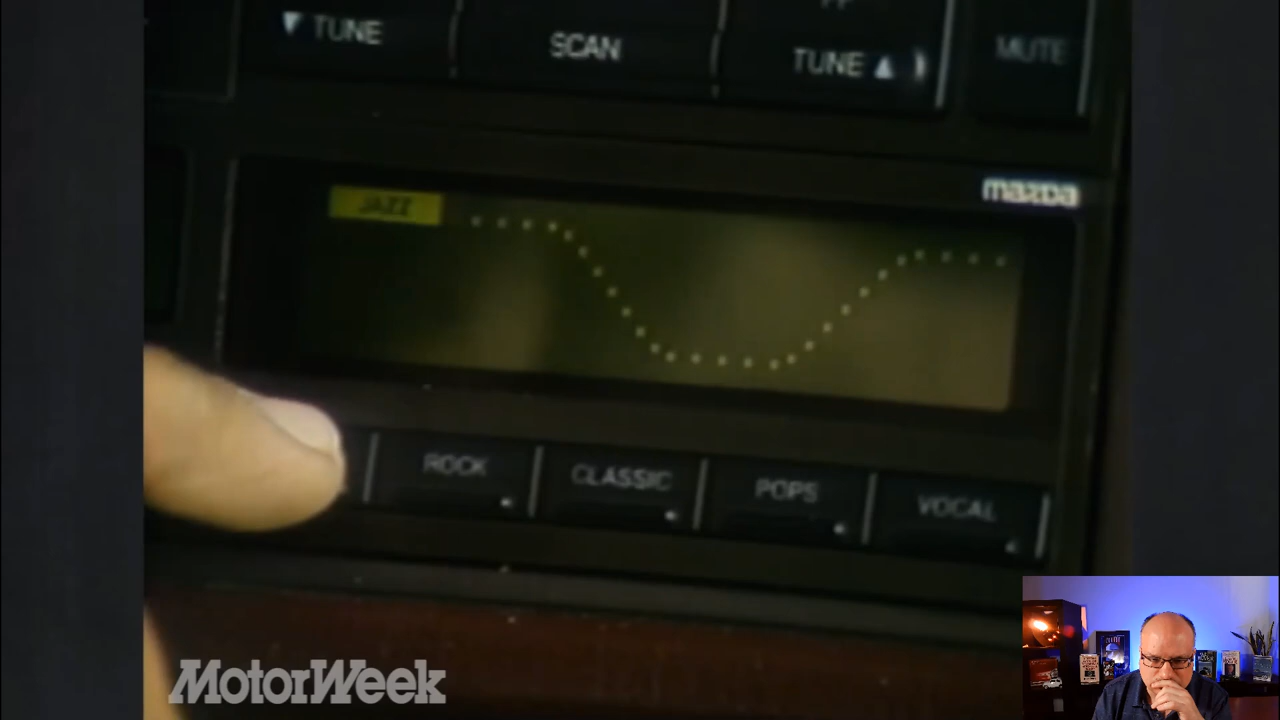 ▼ TUNE
SCAN
TUNE ▲
MUTE
mazda
JAZZ
ROCK
CLASSIC
POPS
VOCAL
MotorWeek